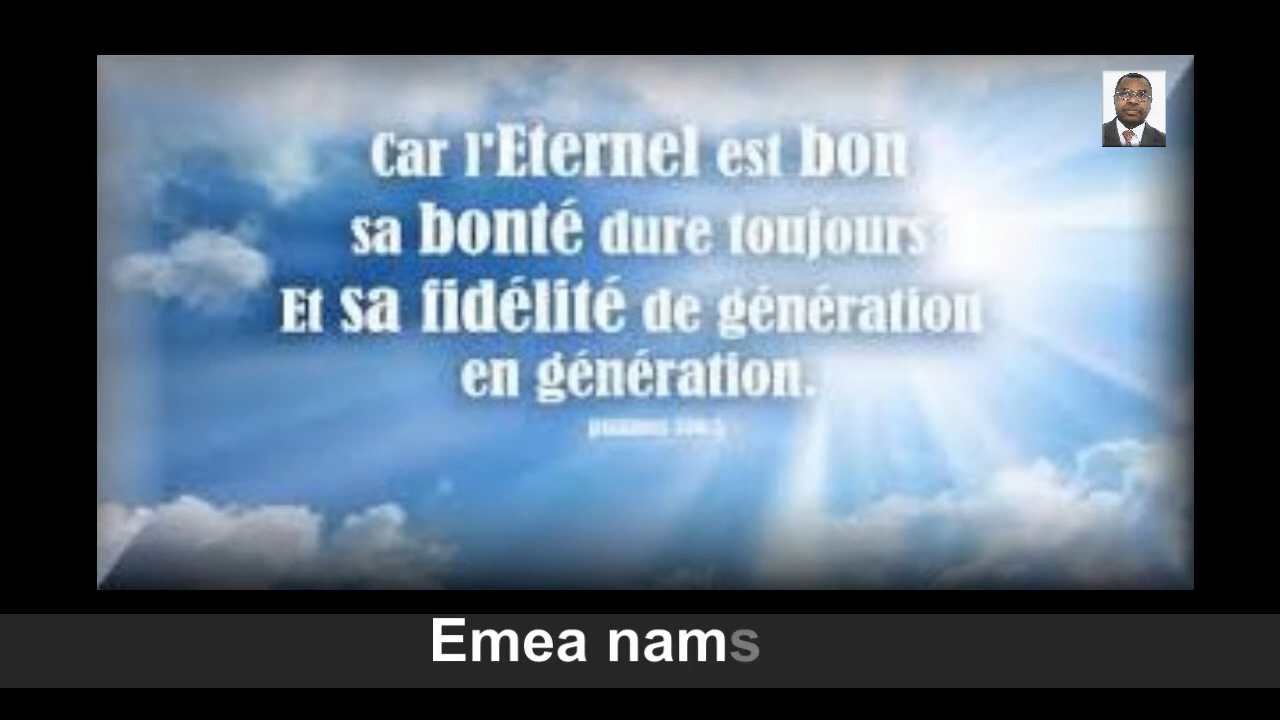 Car l'Eternel est bon
sa bonté dure toujours
Et sa fidélité de génération
en génération.
Emea nams